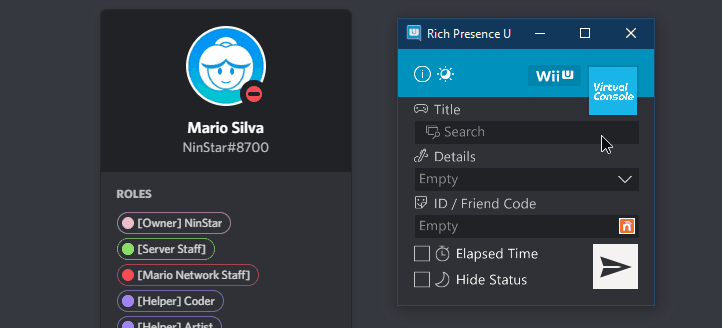 Mario Silva
NinStar#8700
ROLES
[Owner] NinStar
[Server Staff]
[Mario Network Staff]
[Helper] Coder
[Helper] Artist
Rich Presence U
Wii U
Virtual
Console
Title
Search
Details
Empty
ID / Friend Code
Empty
Elapsed Time
Hide Status